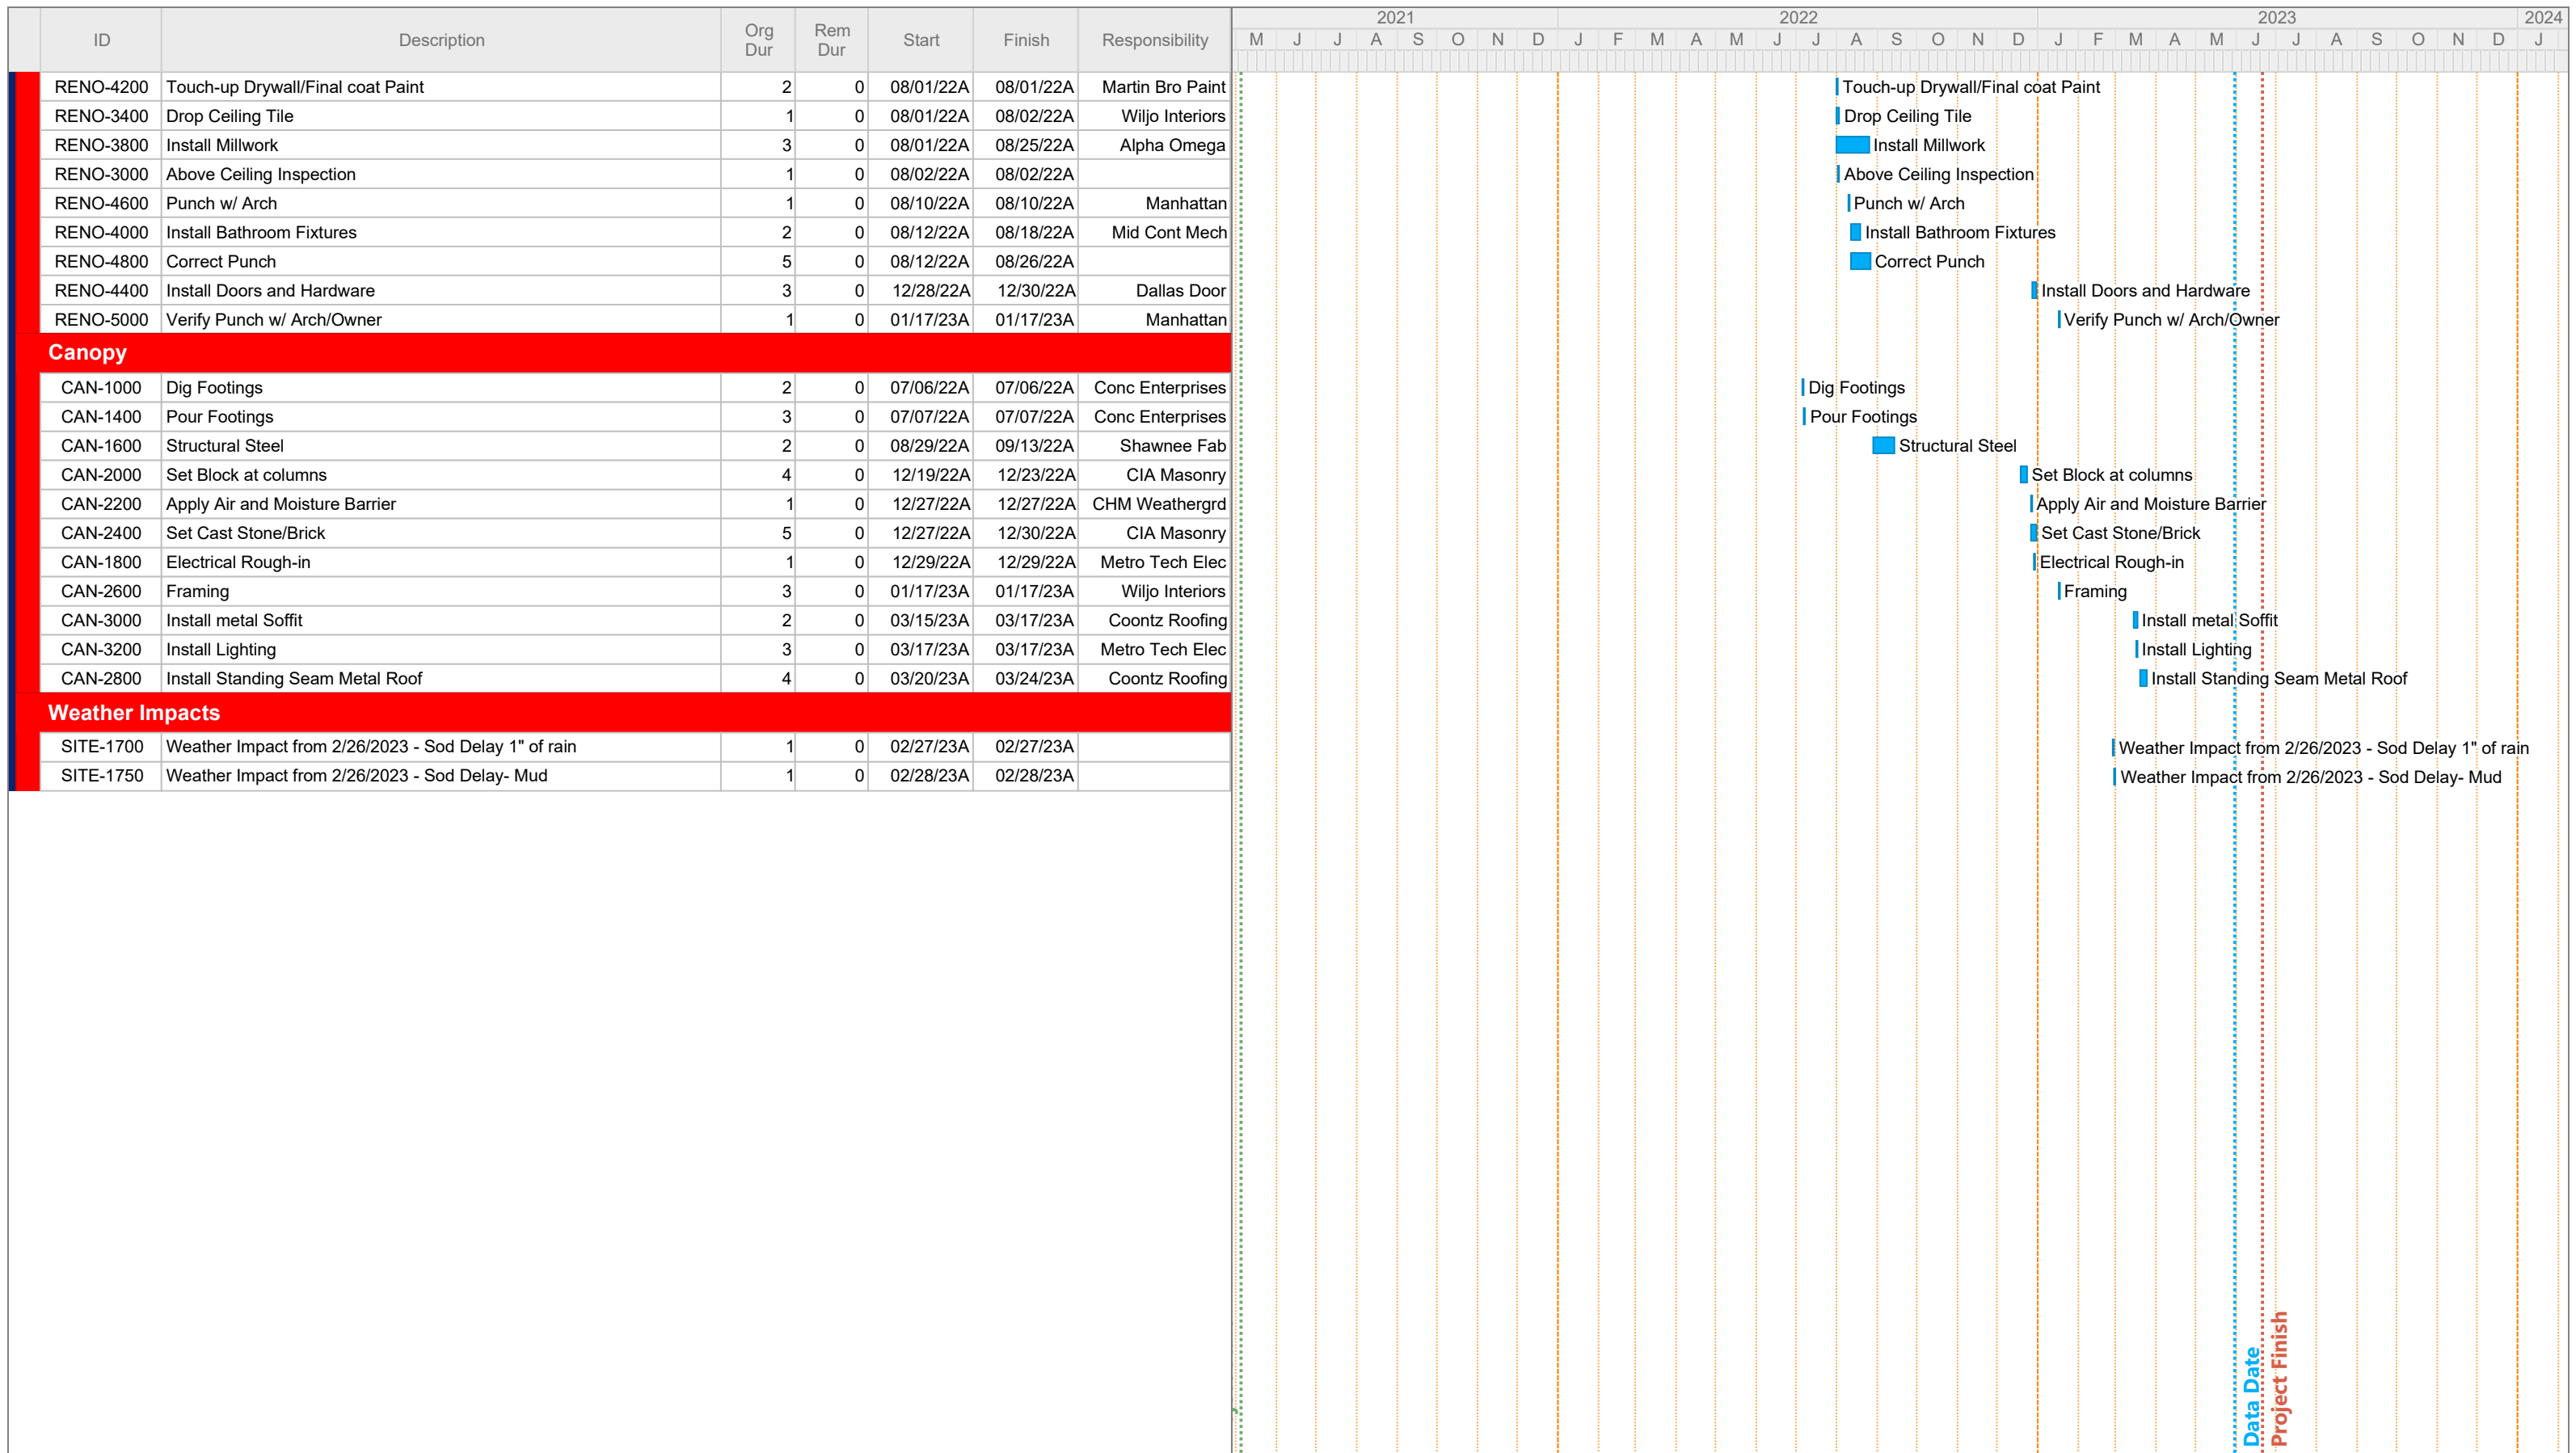 ID Description Org Dur Rem Dur Start Finish Responsibility
2021 2022 2023 2024
M J J A S O N D J F M A M J J A S O N D J F M A M J J A S O N D J
RENO-4200 Touch-up Drywall/Final coat Paint 2 0 08/01/22A 08/01/22A Martin Bro Paint Touch-up Drywall/Final coat Paint
RENO-3400 Drop Ceiling Tile 1 0 08/01/22A 08/02/22A Wiljo Interiors Drop Ceiling Tile
RENO-3800 Install Millwork 3 0 08/01/22A 08/25/22A Alpha Omega Install Millwork
RENO-3000 Above Ceiling Inspection 1 0 08/02/22A 08/02/22A Above Ceiling Inspection
RENO-4600 Punch w/ Arch 1 0 08/10/22A 08/10/22A Manhattan Punch w/ Arch
RENO-4000 Install Bathroom Fixtures 2 0 08/12/22A 08/18/22A Mid Cont Mech Install Bathroom Fixtures
RENO-4800 Correct Punch 5 0 08/12/22A 08/26/22A Correct Punch
RENO-4400 Install Doors and Hardware 3 0 12/28/22A 12/30/22A Dallas Door Install Doors and Hardware
RENO-5000 Verify Punch w/ Arch/Owner 1 0 01/17/23A 01/17/23A Manhattan Verify Punch w/ Arch/Owner
Canopy
CAN-1000 Dig Footings 2 0 07/06/22A 07/06/22A Conc Enterprises Dig Footings
CAN-1400 Pour Footings 3 0 07/07/22A 07/07/22A Conc Enterprises Pour Footings
CAN-1600 Structural Steel 2 0 08/29/22A 09/13/22A Shawnee Fab Structural Steel
CAN-2000 Set Block at columns 4 0 12/19/22A 12/23/22A CIA Masonry Set Block at columns
CAN-2200 Apply Air and Moisture Barrier 1 0 12/27/22A 12/27/22A CHM Weathergrd Apply Air and Moisture Barrier
CAN-2400 Set Cast Stone/Brick 5 0 12/27/22A 12/30/22A CIA Masonry Set Cast Stone/Brick
CAN-1800 Electrical Rough-in 1 0 12/29/22A 12/29/22A Metro Tech Elec Electrical Rough-in
CAN-2600 Framing 3 0 01/17/23A 01/17/23A Wiljo Interiors Framing
CAN-3000 Install metal Soffit 2 0 03/15/23A 03/17/23A Coontz Roofing Install metal Soffit
CAN-3200 Install Lighting 3 0 03/17/23A 03/17/23A Metro Tech Elec Install Lighting
CAN-2800 Install Standing Seam Metal Roof 4 0 03/20/23A 03/24/23A Coontz Roofing Install Standing Seam Metal Roof
Weather Impacts
SITE-1700 Weather Impact from 2/26/2023 - Sod Delay 1" of rain 1 0 02/27/23A 02/27/23A Weather Impact from 2/26/2023 - Sod Delay 1" of rain
SITE-1750 Weather Impact from 2/26/2023 - Sod Delay- Mud 1 0 02/28/23A 02/28/23A Weather Impact from 2/26/2023 - Sod Delay- Mud
Data Date
Project Finish